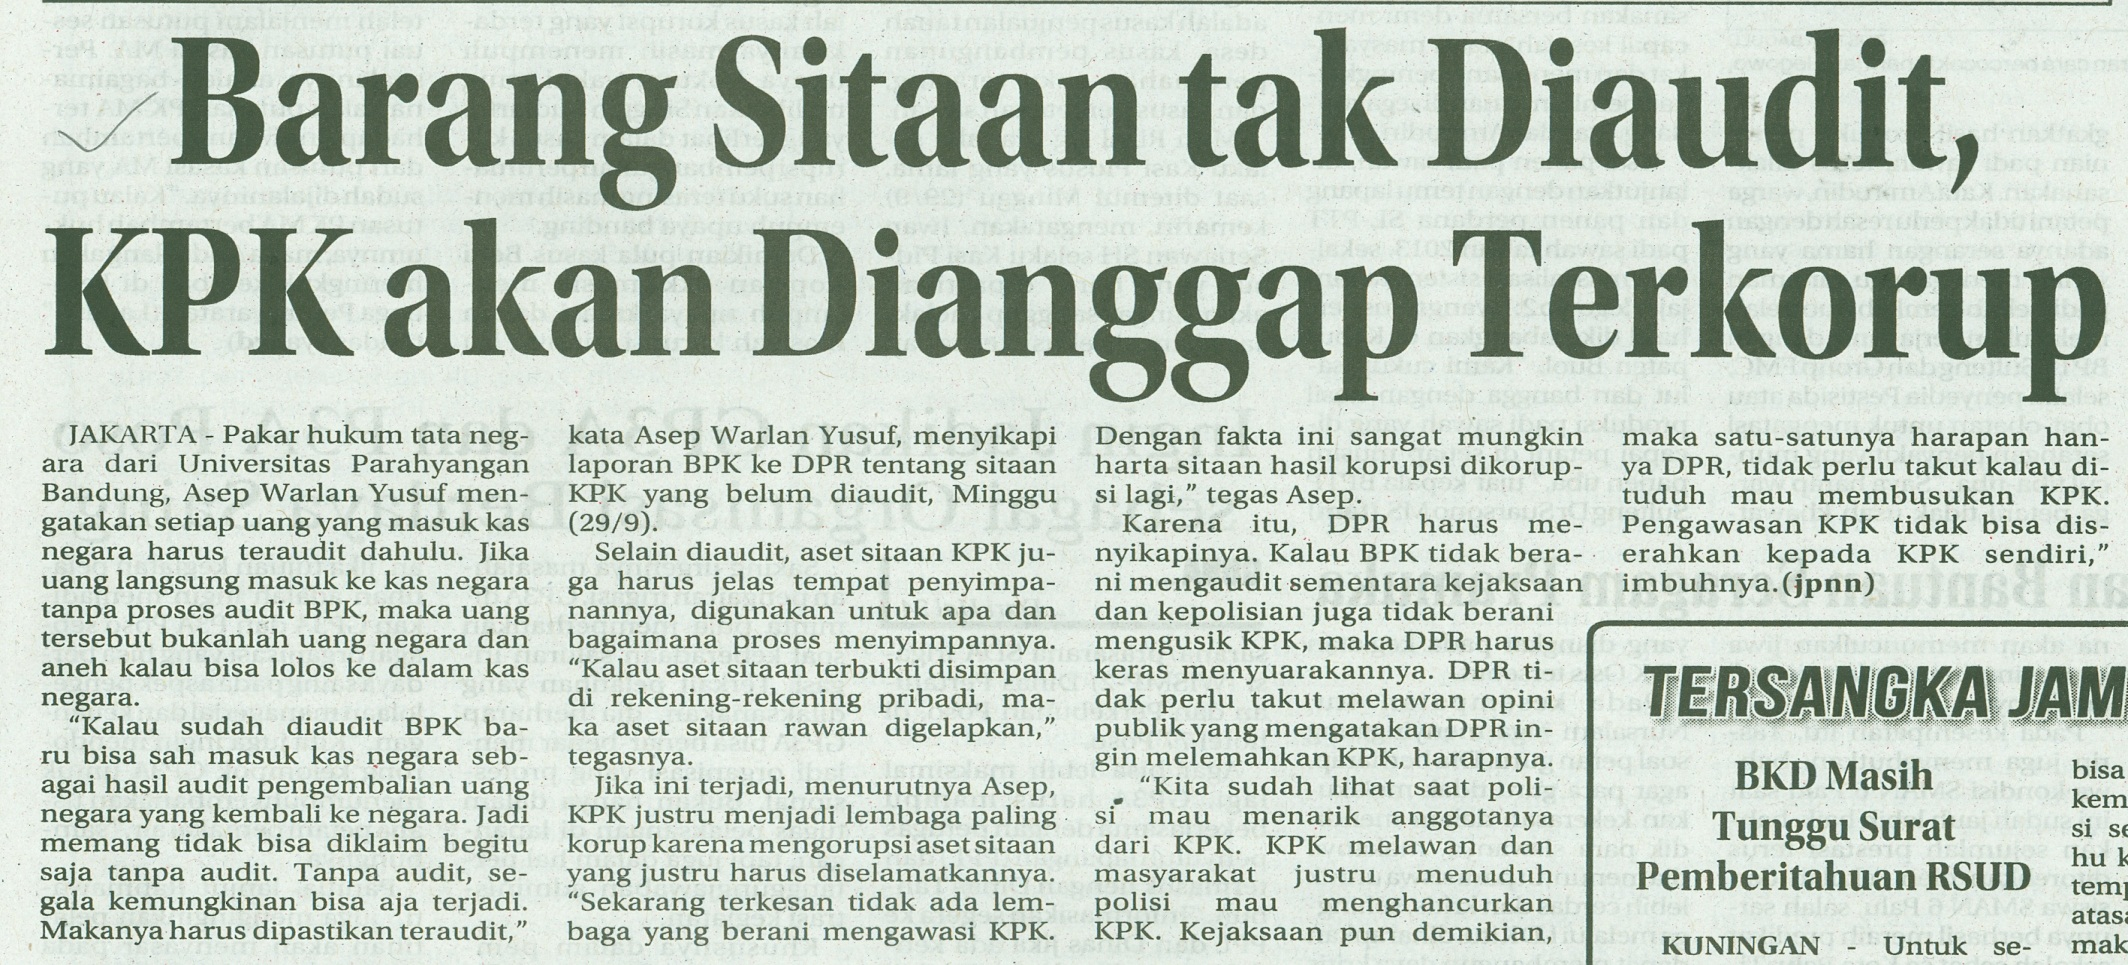 Barang Sitaan tak Diaudit,
KPK akan Dianggap Terkorup
JAKARTA - Pakar hukum tata neg-
ara dari Universitas Parahyangan
Bandung, Asep Warlan Yusuf men-
gatakan setiap uang yang masuk kas
negara harus teraudit dahulu. Jika
uang langsung masuk ke kas negara
tanpa proses audit BPK, maka uang
tersebut bukanlah uang negara dan
aneh kalau bisa lolos ke dalam kas
negara.
“Kalau sudah diaudit BPK ba-
ru bisa sah masuk kas negara seb-
agai hasil audit pengembalian uang
negara yang kembali ke negara. Jadi
memang tidak bisa diklaim begitu
saja tanpa audit. Tanpa audit, se-
gala kemungkinan bisa aja terjadi.
Makanya harus dipastikan teraudit,”
kata Asep Warlan Yusuf, menyikapi
laporan BPK ke DPR tentang sitaan
KPK yang belum diaudit, Minggu
(29/9).
Selain diaudit, aset sitaan KPK ju-
ga harus jelas tempat penyimpa-
nannya, digunakan untuk apa dan
bagaimana proses menyimpannya.
“Kalau sitaan terbukti disimpan
di rekening-rekening pribadi, ma-
ka aset sitaan rawan digelapkan,”
tegasnya.
Jika ini terjadi, menurutnya Asep,
KPK justru menjadi lembaga paling
korup karena mengorupsi aset sitaan
yang justru harus diselamatkannya.
“Sekarang terkesan tidak ada lem-
baga yang berani mengawasi KPK.
Dengan fakta ini sangat mungkin
harta sitaan hasil korupsi dikorup-
si lagi,” tegas Asep.
Karena itu, DPR harus me-
nyikapinya. Kalau BPK tidak bera-
ni mengaudit sementara kejaksaan
dan kepolisian juga tidak berani
mengusik KPK, maka DPR harus
keras menyuarakannya. DPR ti-
dak perlu takut melawan opini
publik yang mengatakan DPR in-
gin melemahkan KPK, harapnya.
Kita sudah lihat saat poli-
si mau menarik anggotanya
dari KPK. KPK melawan dan
masyarakat justru menuduh
polisi mau menghancurkan
KPK. Kejaksaan pun demikian,
maka satu-satunya harapan han-
ya DPR, tidak perlu takut kalau di-
tuduh mau membusukan KPK.
Pengawasan KPK tidak bisa dis-
erahkan kepada KPK sendiri,”
imbuhnya.(jpnn)
TERSANGKA JAM
BKD Masih
Tunggu Surat
Pemberitahuan RSUD
KUNINGAN - Untuk se-
bisa
kem
si se
hu k
temp
atasa
mak